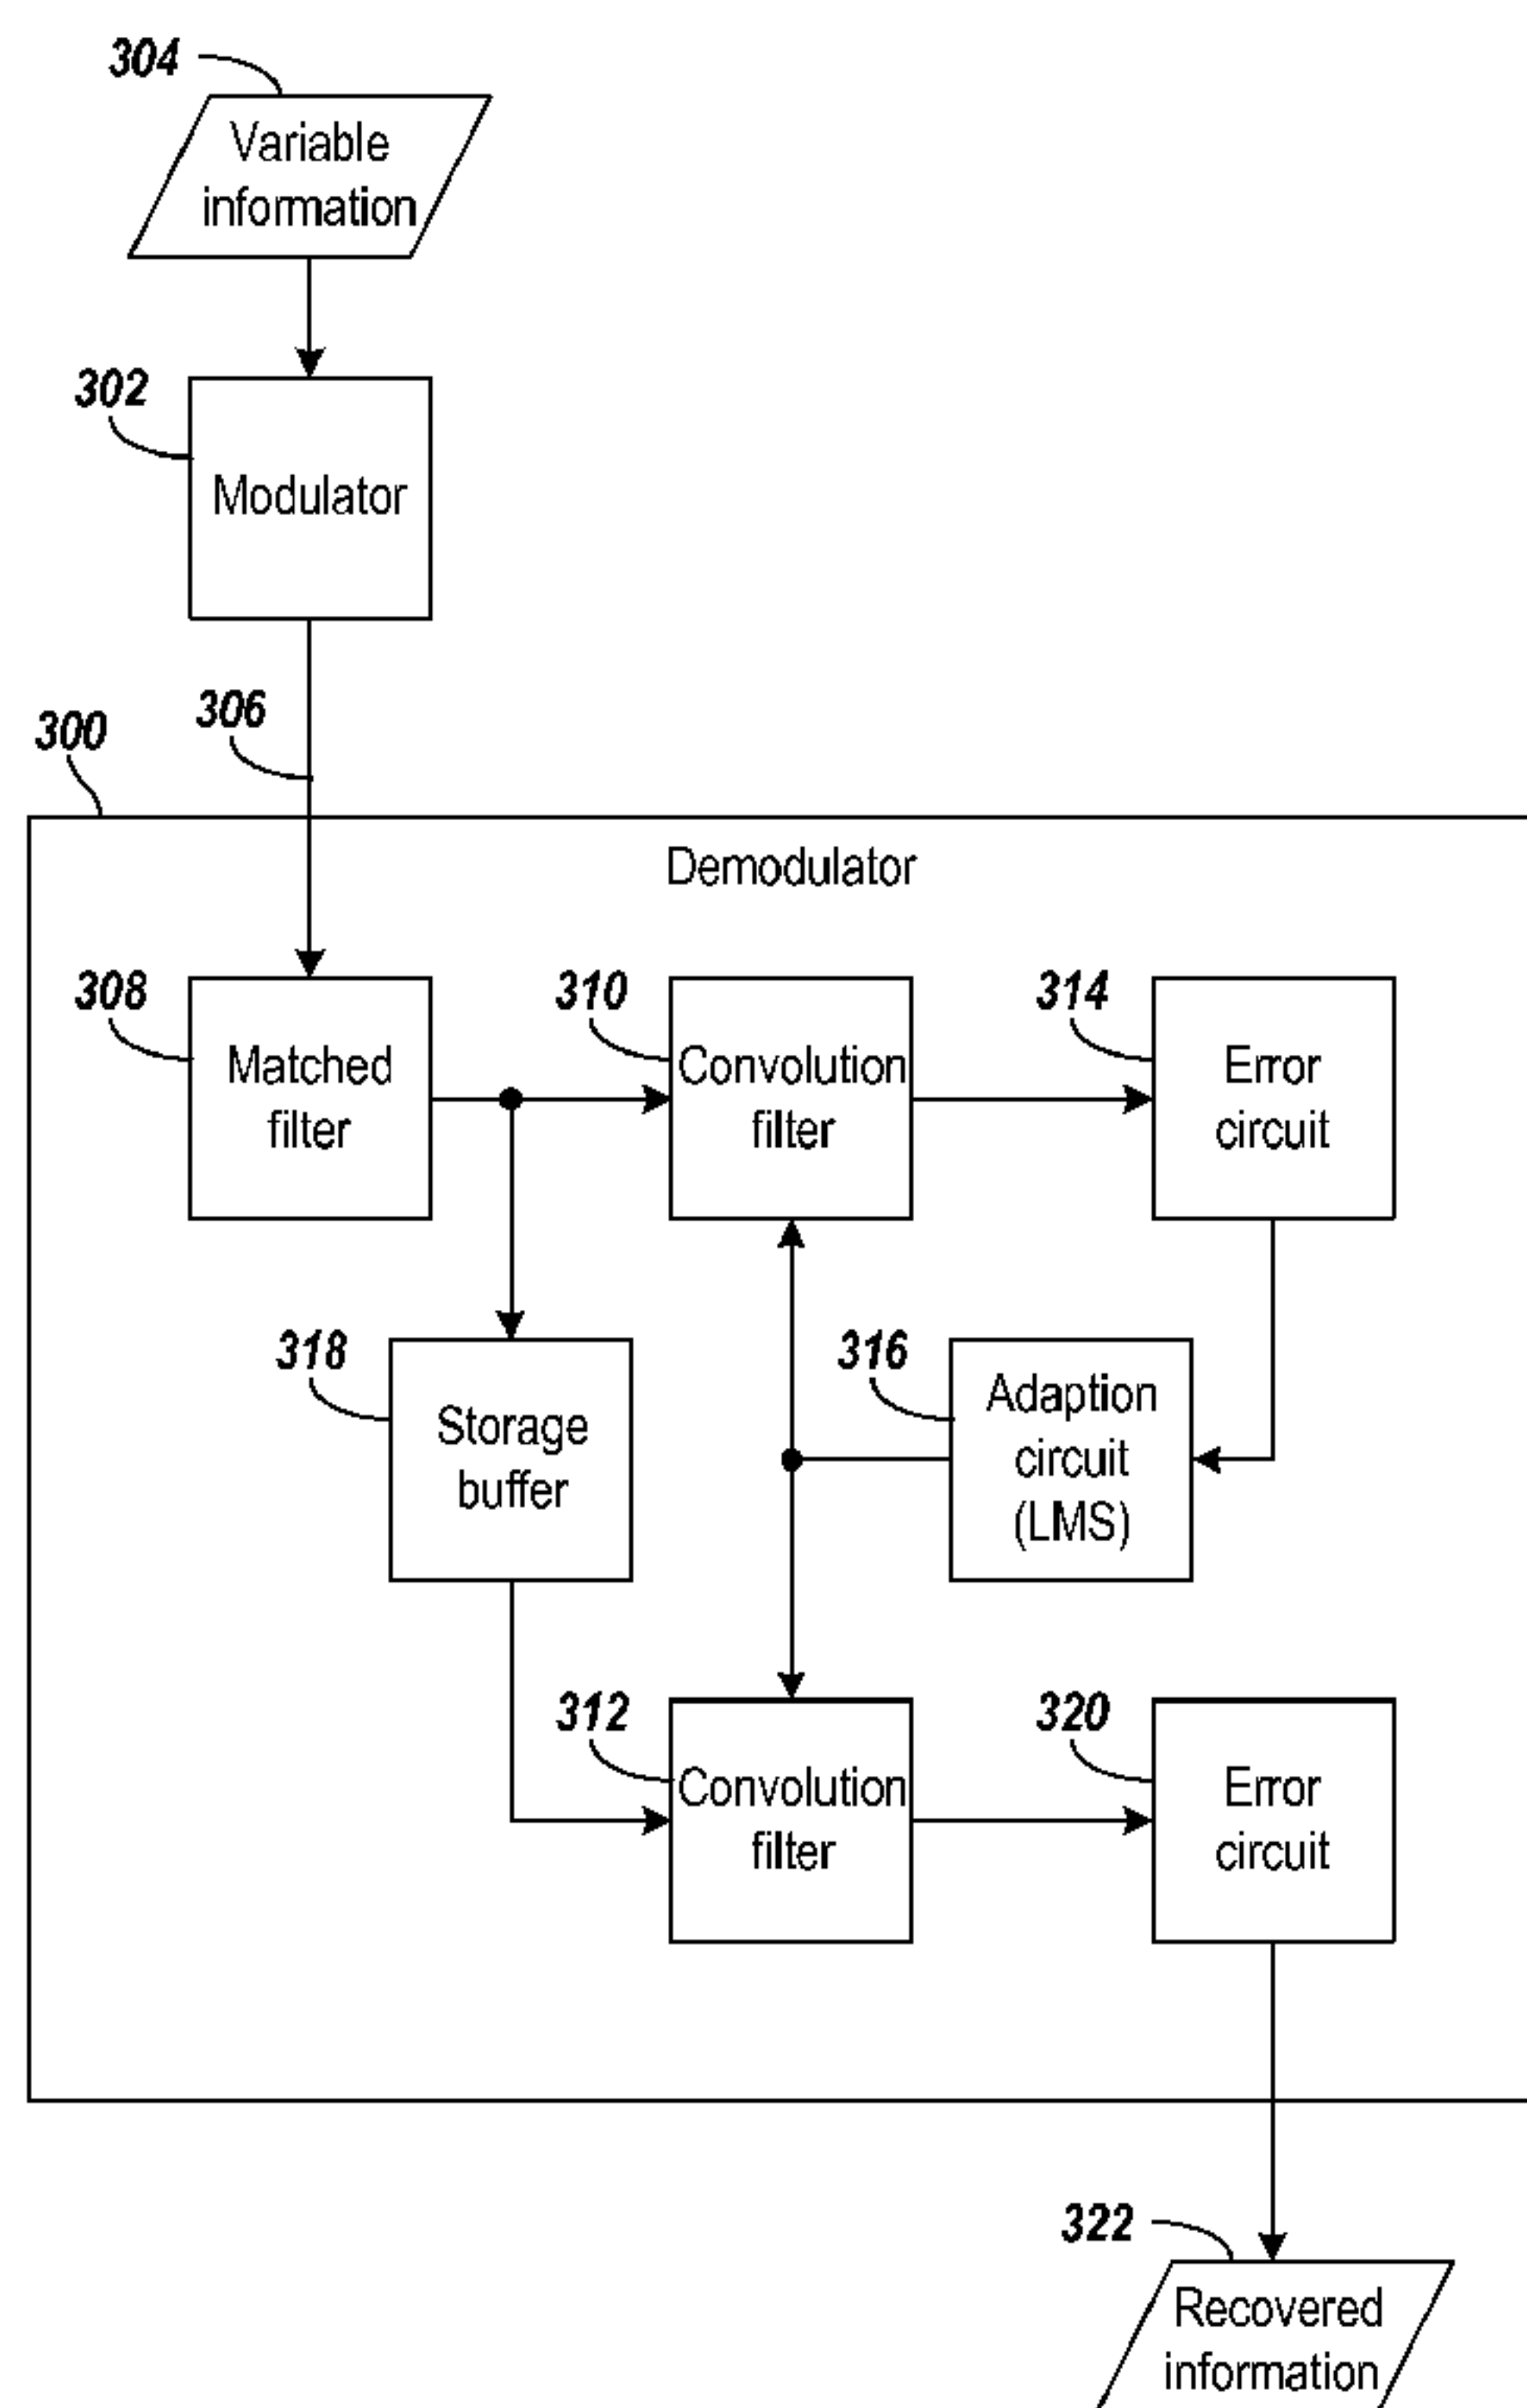 304
Variable
information
302
Modulator
306
300
Demodulator
308
Matched
filter
310
Convolution
filter
314
Error
circuit
318
Storage
buffer
316
Adaption
circuit
(LMS)
312
Convolution
filter
320
Error
circuit
322
Recovered
information